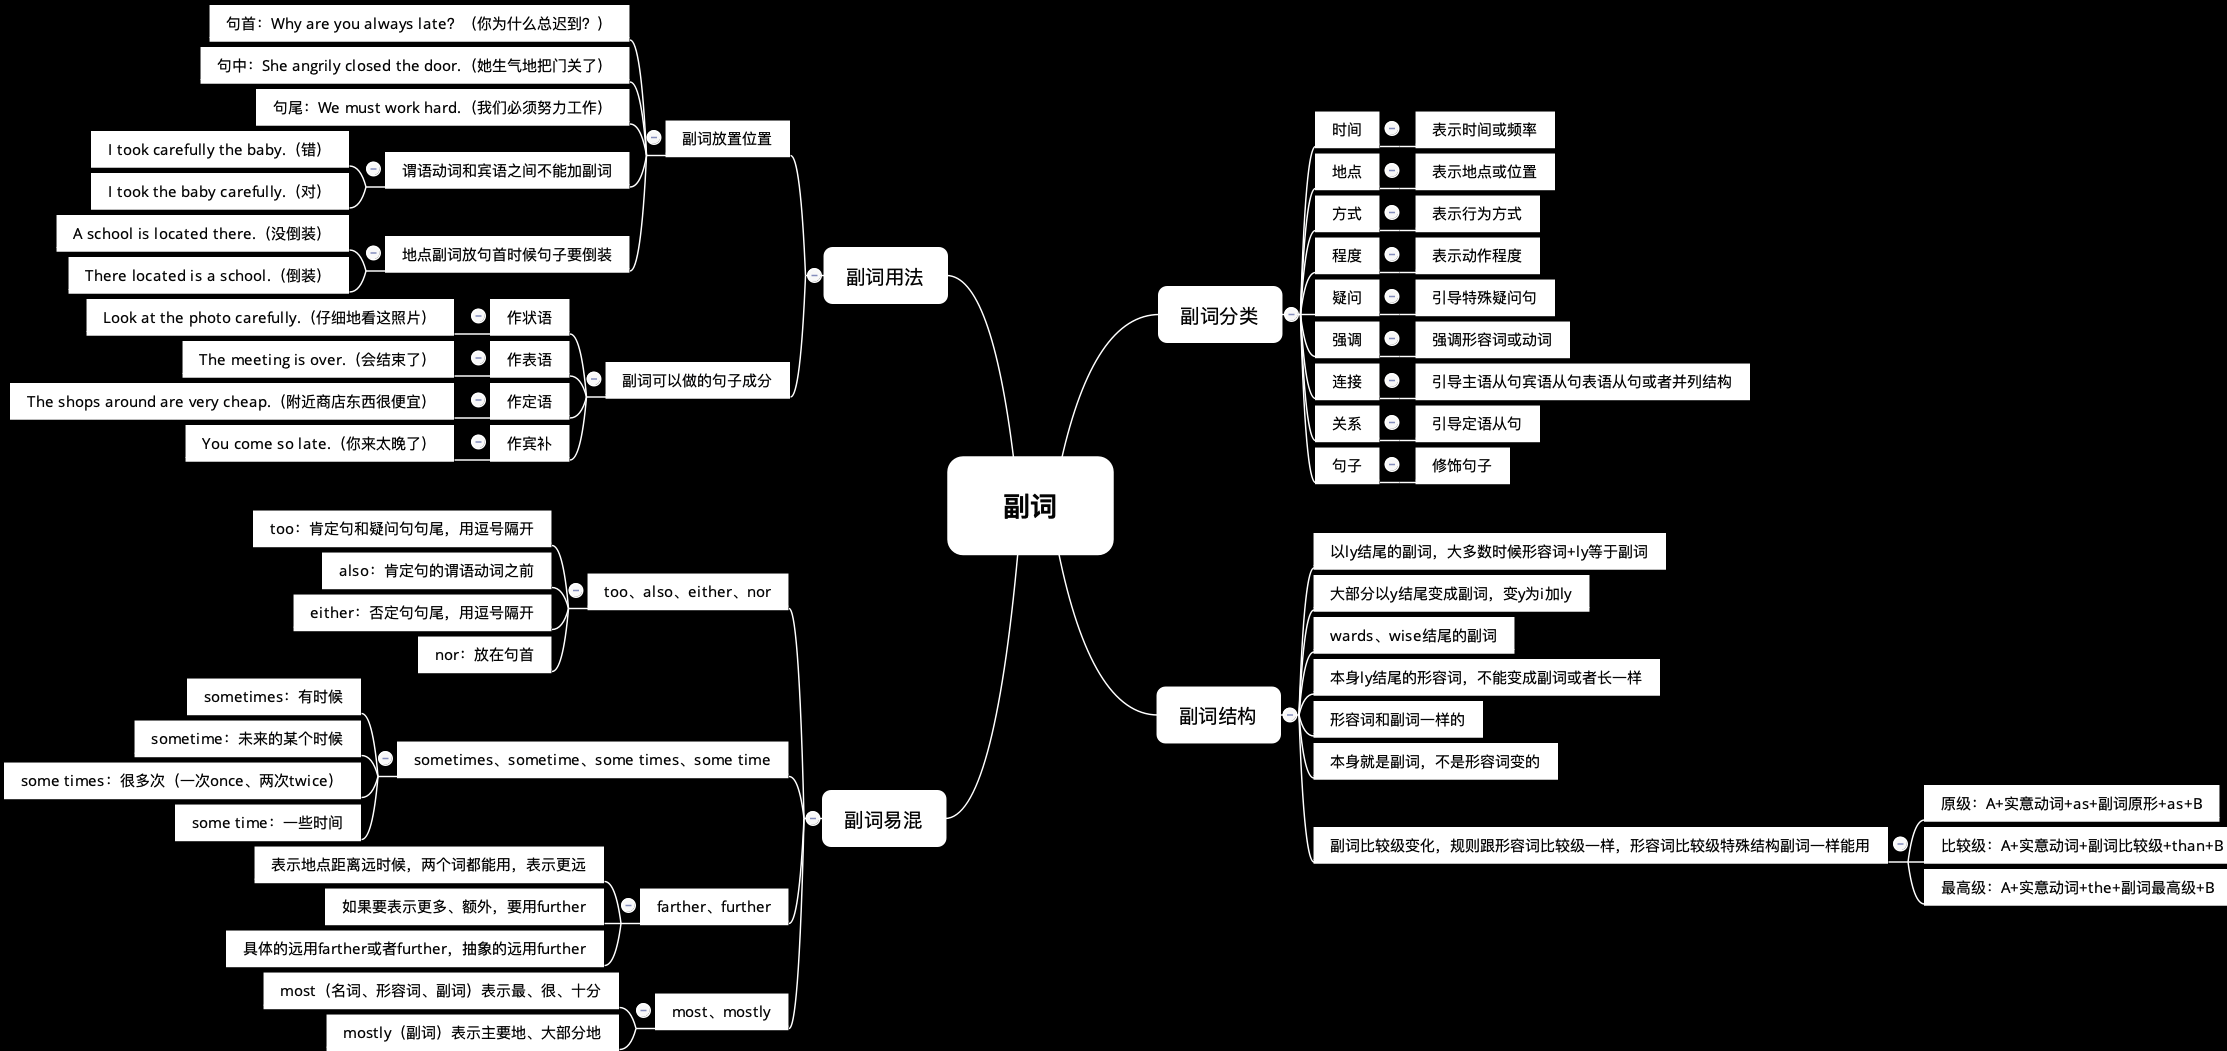 副词
副词用法
副词放置位置
句首：Why are you always late？（你为什么总迟到？）
句中：She angrily closed the door.（她生气地把门关了）
句尾：We must work hard.（我们必须努力工作）
谓语动词和宾语之间不能加副词
I took carefully the baby.（错）
I took the baby carefully.（对）
地点副词放句首时候句子要倒装
A school is located there.（没倒装）
There located is a school.（倒装）
副词可以做的句子成分
作状语
Look at the photo carefully.（仔细地看这照片）
作表语
The meeting is over.（会结束了）
作定语
The shops around are very cheap.（附近商店东西很便宜）
作宾补
You come so late.（你来太晚了）
副词易混
too、also、either、nor
too：肯定句和疑问句句尾，用逗号隔开
also：肯定句的谓语动词之前
either：否定句句尾，用逗号隔开
nor：放在句首
sometimes、sometime、some times、some time
sometimes：有时候
sometime：未来的某个时候
some times：很多次（一次once、两次twice）
some time：一些时间
farther、further
表示地点距离远时候，两个词都能用，表示更远
如果要表示更多、额外，要用further
具体的远用farther或者further，抽象的远用further
most、mostly
most（名词、形容词、副词）表示最、很、十分
mostly（副词）表示主要地、大部分地
副词分类
时间
表示时间或频率
地点
表示地点或位置
方式
表示行为方式
程度
表示动作程度
疑问
引导特殊疑问句
强调
强调形容词或动词
连接
引导主语从句宾语从句表语从句或者并列结构
关系
引导定语从句
句子
修饰句子
副词结构
以ly结尾的副词，大多数时候形容词+ly等于副词
大部分以y结尾变成副词，变y为i加ly
wards、wise结尾的副词
本身ly结尾的形容词，不能变成副词或者长一样
形容词和副词一样的
本身就是副词，不是形容词变的
副词比较级变化，规则跟形容词比较级一样，形容词比较级特殊结构副词一样能用
原级：A+实意动词+as+副词原形+as+B
比较级：A+实意动词+副词比较级+than+B
最高级：A+实意动词+the+副词最高级+B